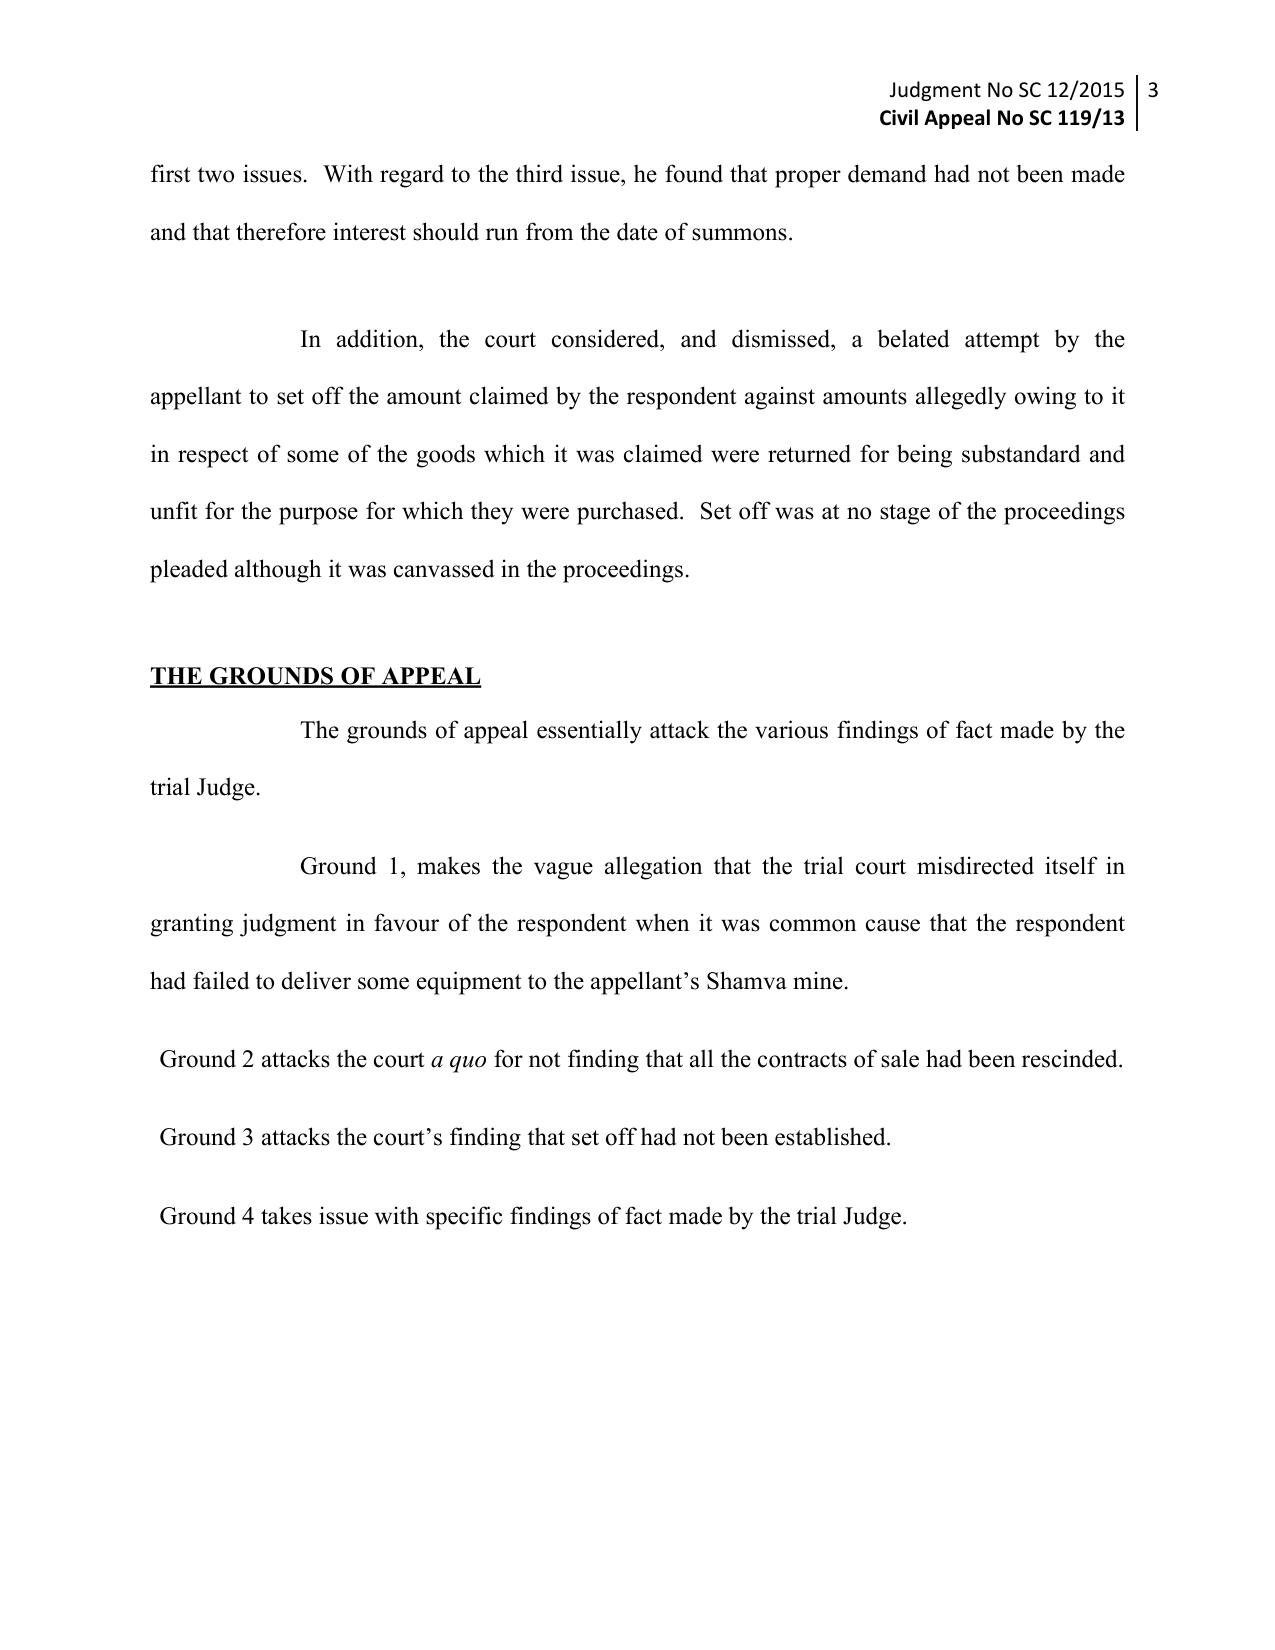 Judgment No SC 12/2015 3
Civil Appeal No SC 119/13
first two issues.  With regard to the third issue, he found that proper demand had not been made
and that therefore interest should run from the date of summons.
In addition, the court considered, and dismissed, a belated attempt by the
appellant to set off the amount claimed by the respondent against amounts allegedly owing to it
in respect of some of the goods which it was claimed were returned for being substandard and
unfit for the purpose for which they were purchased.  Set off was at no stage of the proceedings
pleaded although it was canvassed in the proceedings.
THE GROUNDS OF APPEAL
The grounds of appeal essentially attack the various findings of fact made by the
trial Judge.
Ground 1, makes the vague allegation that the trial court misdirected itself in
granting judgment in favour of the respondent when it was common cause that the respondent
had failed to deliver some equipment to the appellant’s Shamva mine.
Ground 2 attacks the court a quo for not finding that all the contracts of sale had been rescinded.
Ground 3 attacks the court’s finding that set off had not been established.
Ground 4 takes issue with specific findings of fact made by the trial Judge.